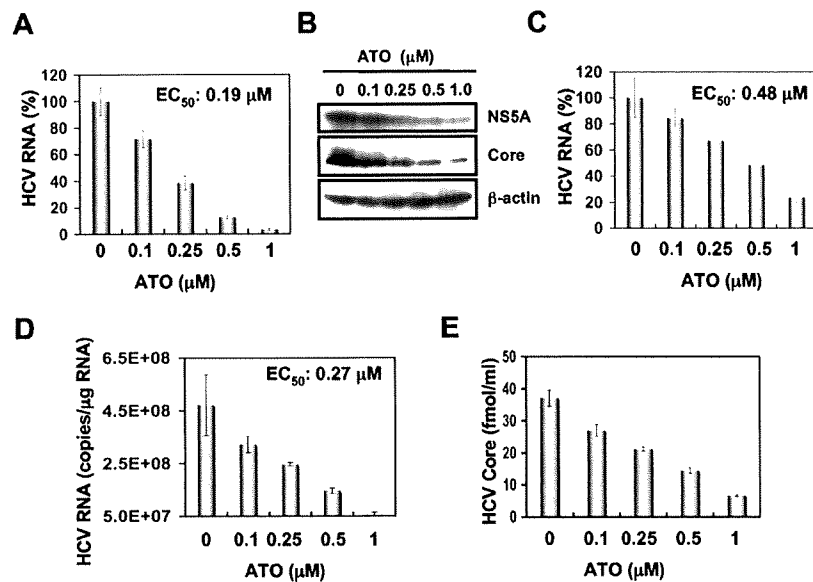 A
HCV RNA (%)
120
100
80
60
40
20
0
EC50: 0.19 μM
0 0.1 0.25 0.5 1
ATO (μM)
B
ATO (μM)
0 0.1 0.25 0.5 1.0
NS5A
Core
β-actin
C
HCV RNA (%)
120
100
80
60
40
20
0
EC50: 0.48 μM
0 0.1 0.25 0.5 1
ATO (μM)
D
HCV RNA (copies/μg RNA)
6.5E+08
4.5E+08
2.5E+08
5.0E+07
EC50: 0.27 μM
0 0.1 0.25 0.5 1
ATO (μM)
E
HCV Core (fmol/ml)
50
40
30
20
10
0
0 0.1 0.25 0.5 1
ATO (μM)